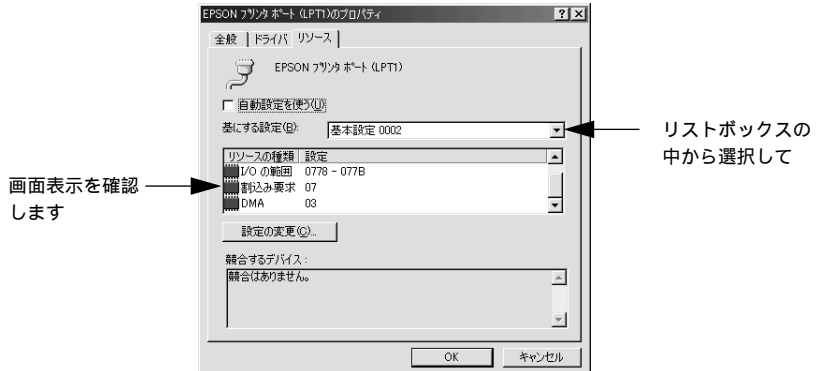 EPSON ﾌﾟﾘﾝﾀ ﾎﾟｰﾄ (LPT1)のプロパティ
全般 ドライバ リソース
EPSON ﾌﾟﾘﾝﾀ ﾎﾟｰﾄ (LPT1)
自動設定を使う(U)
基にする設定(B): 基本設定 0002
リソースの種類 設定
I/O の範囲 0778 - 077B
割込み要求 07
DMA 03
設定の変更(C)...
競合するデバイス:
競合はありません。
OK キャンセル
リストボックスの
中から選択して
画面表示を確認
します